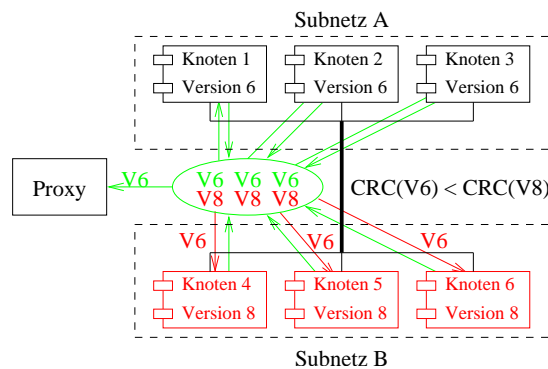 Subnetz A
Knoten 1
Version 6
Knoten 2
Version 6
Knoten 3
Version 6
Proxy
V6
V6 V6 V6
V8 V8 V8
CRC(V6) < CRC(V8)
V6
V6
V6
Knoten 4
Version 8
Knoten 5
Version 8
Knoten 6
Version 8
Subnetz B